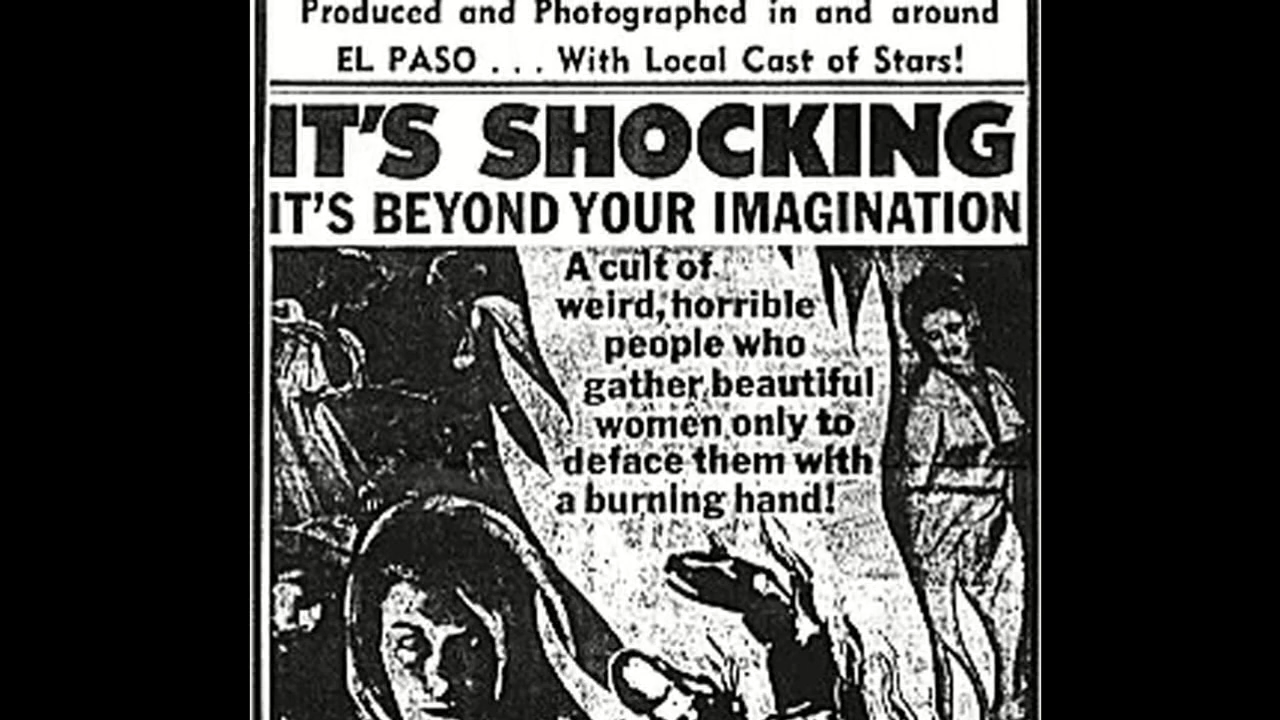 Produced and Photographed in and around
EL PASO . . . With Local Cast of Stars!
IT'S SHOCKING
IT'S BEYOND YOUR IMAGINATION
A cult of
weird, horrible
people who
gather beautiful
women only to
deface them with
a burning hand!